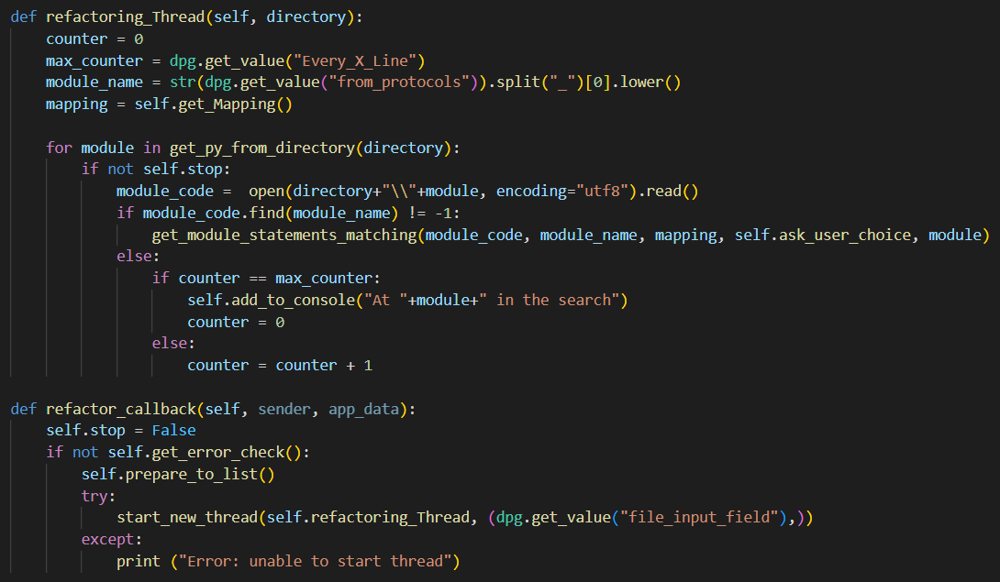 def refactoring_Thread(self, directory):
    counter = 0
    max_counter = dpg.get_value("Every_X_Line")
    module_name = str(dpg.get_value("from_protocols")).split("_")[0].lower()
    mapping = self.get_Mapping()

    for module in get_py_from_directory(directory):
        if not self.stop:
            module_code =  open(directory+"\\"+module, encoding="utf8").read()
            if module_code.find(module_name) != -1:
                get_module_statements_matching(module_code, module_name, mapping, self.ask_user_choice, module)
            else:
                if counter == max_counter:
                    self.add_to_console("At "+module+" in the search")
                    counter = 0
                else:
                    counter = counter + 1

def refactor_callback(self, sender, app_data):
    self.stop = False
    if not self.get_error_check():
        self.prepare_to_list()
        try:
            start_new_thread(self.refactoring_Thread, (dpg.get_value("file_input_field"),))
        except:
            print ("Error: unable to start thread")